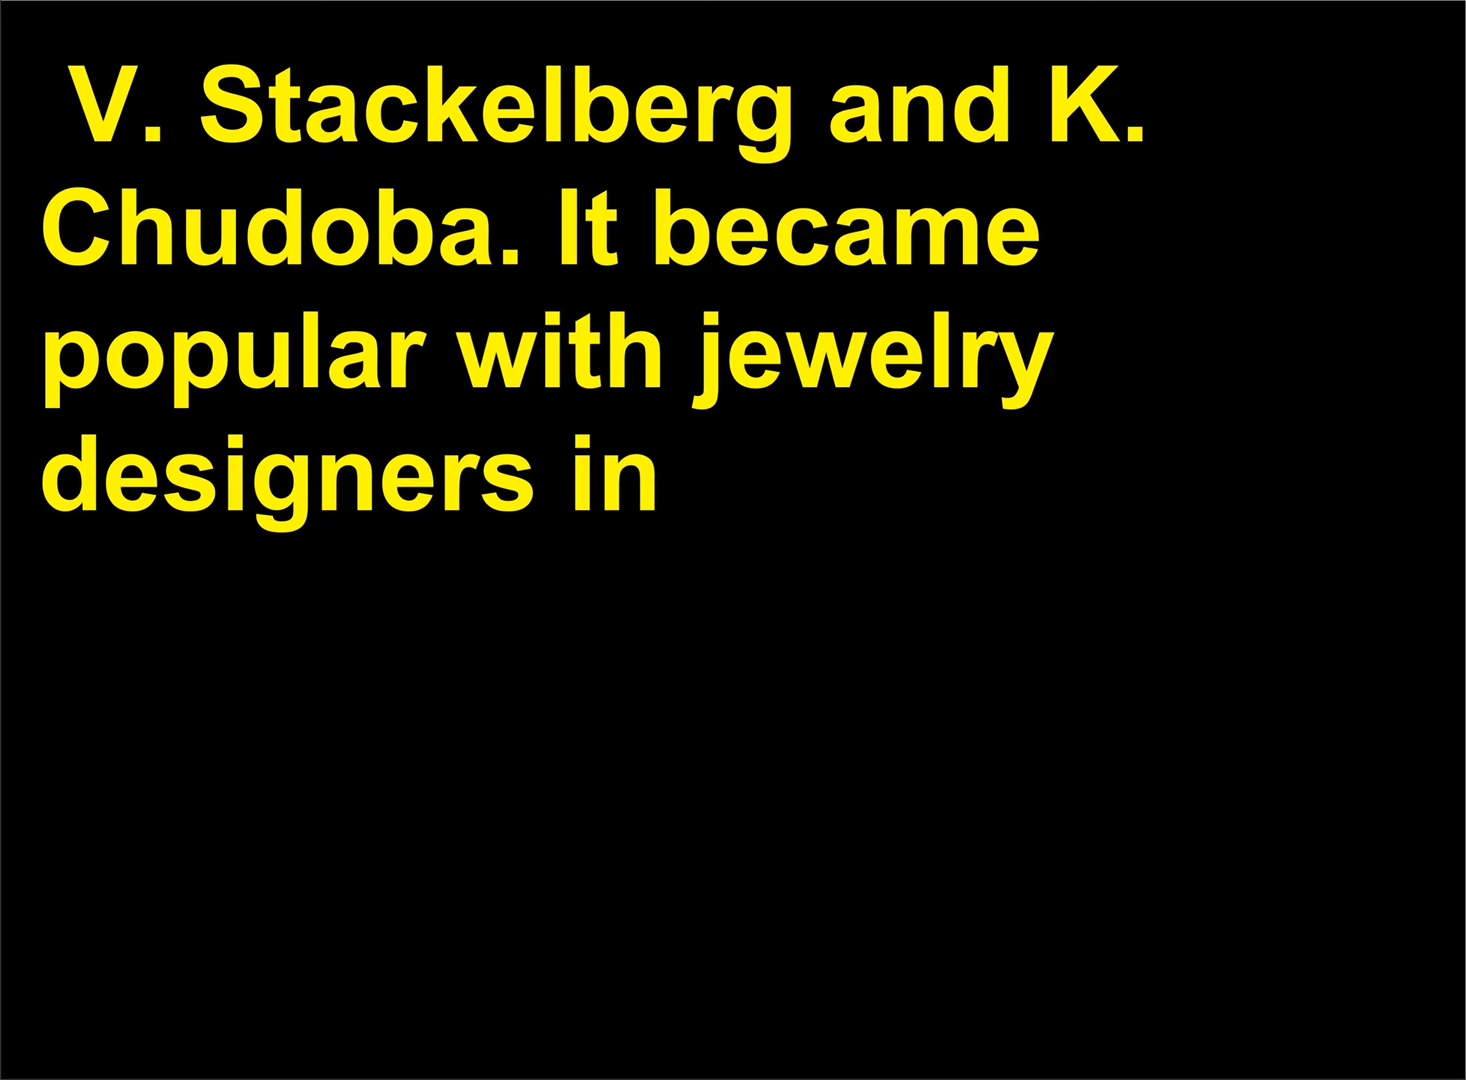 V. Stackelberg and K.
Chudoba. It became
popular with jewelry
designers in